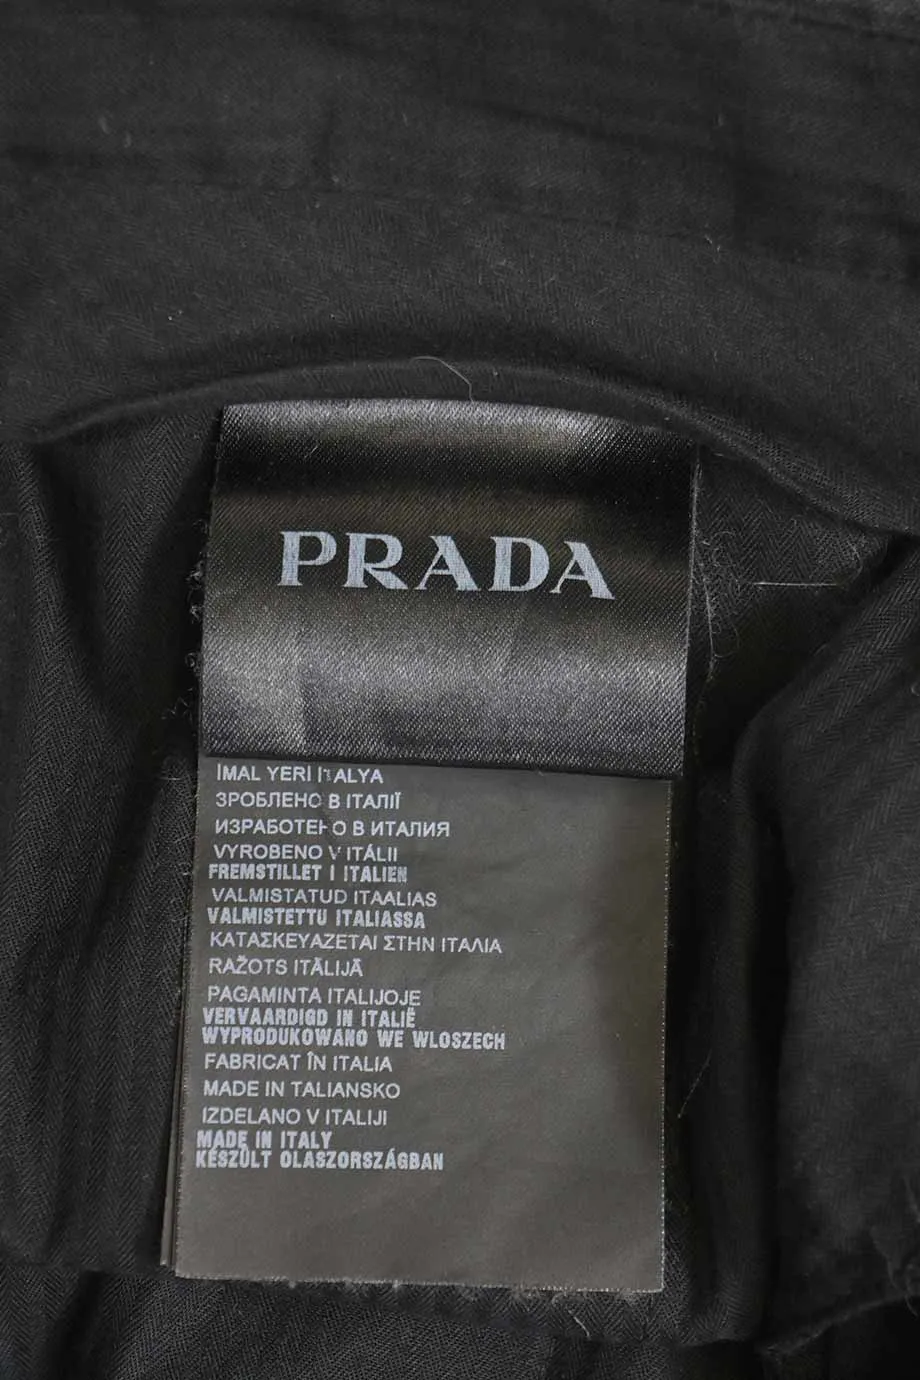 PRADA
İMAL YERİ İTALYA
ЗРОБЛЕНО В ІТАЛІЇ
ИЗРАБОТЕНО В ИТАЛИЯ
VYROBENO V ITÁLII
FREMSTILLET I ITALIEN
VALMISTATUD ITAALIAS
VALMISTETTU ITALIASSA
ΚΑΤΑΣΚΕΥΑΖΕΤΑΙ ΣΤΗΝ ΙΤΑΛΙΑ
RAŽOTS ITĀLIJĀ
PAGAMINTA ITALIJOJE
VERVAARDIGD IN ITALIË
WYPRODUKOWANO WE WLOSZECH
FABRICAT ÎN ITALIA
MADE IN TALIANSKO
IZDELANO V ITALIJI
MADE IN ITALY
KÉSZÜLT OLASZORSZÁGBAN